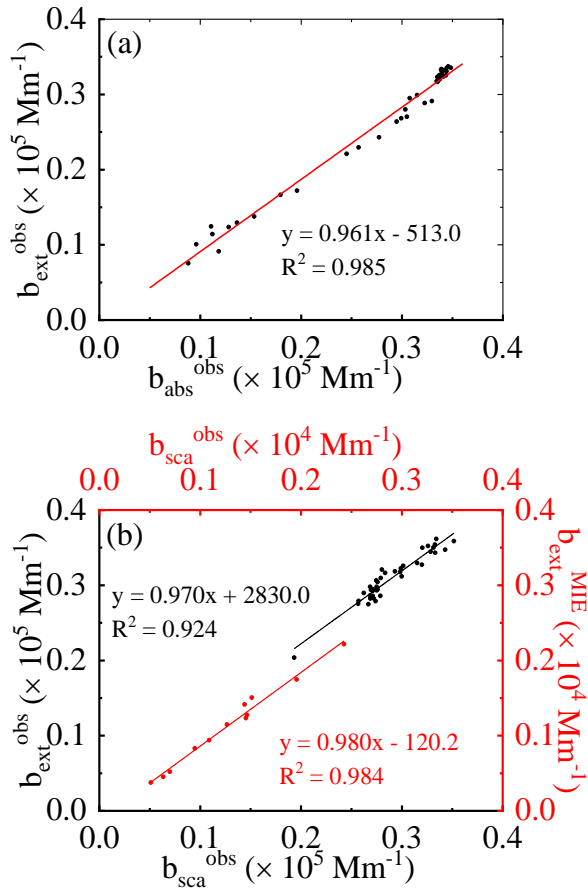 (a)
0.4
0.3
0.2
0.1
0.0
b_ext^obs (× 10^5 Mm^-1)
y = 0.961x - 513.0
R^2 = 0.985
0.0 0.1 0.2 0.3 0.4
b_abs^obs (× 10^5 Mm^-1)
b_sca^obs (× 10^4 Mm^-1)
0.0 0.1 0.2 0.3 0.4
(b)
0.4
0.3
0.2
0.1
0.0
b_ext^obs (× 10^5 Mm^-1)
y = 0.970x + 2830.0
R^2 = 0.924
y = 0.980x - 120.2
R^2 = 0.984
0.4
0.3
0.2
0.1
0.0
b_ext^MIE (× 10^4 Mm^-1)
0.0 0.1 0.2 0.3 0.4
b_sca^obs (× 10^5 Mm^-1)